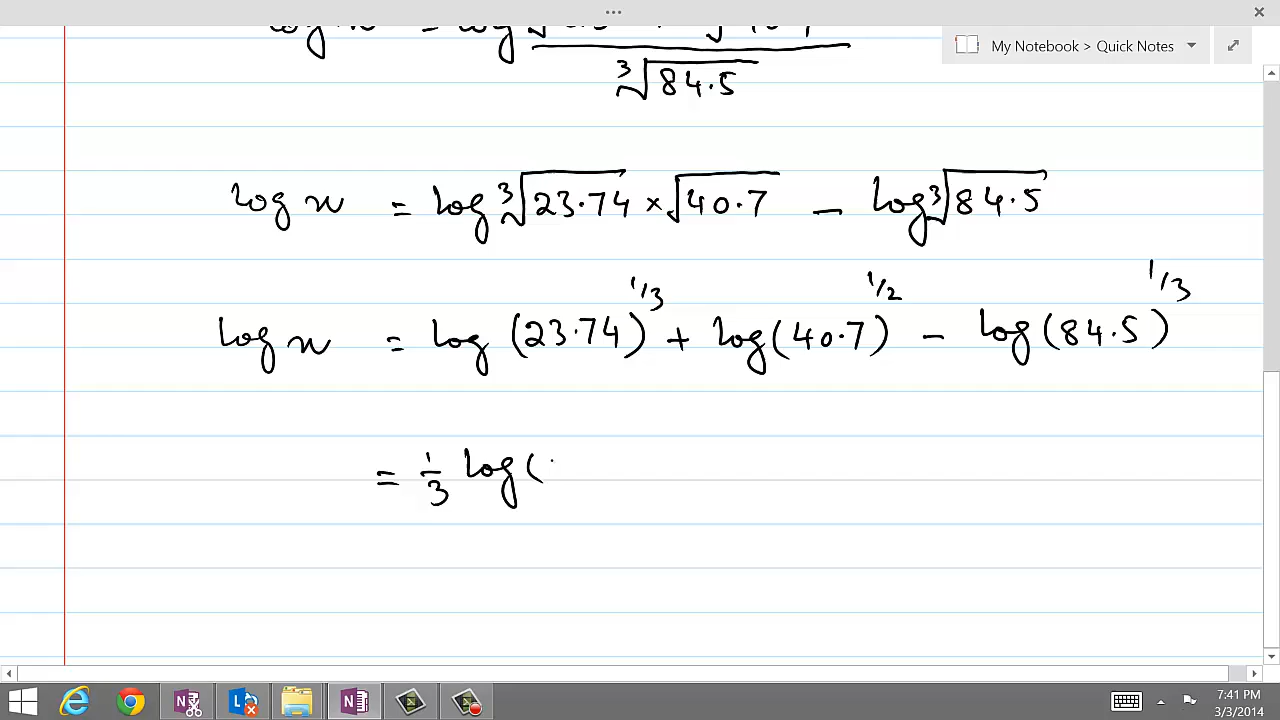 My Notebook > Quick Notes
∛84.5
log x = log ∛23.74 × √40.7 – log ∛84.5
log x = log (23.74)^1/3 + log (40.7)^1/2 – log (84.5)^1/3
= 1/3 log (
7:41 PM
3/3/2014